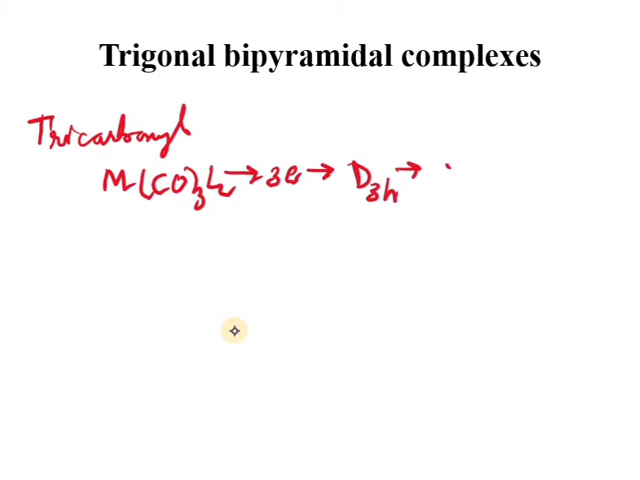 Trigonal bipyramidal complexes
Tricarbonyl
M(CO)3L2 → 3e → D3h →